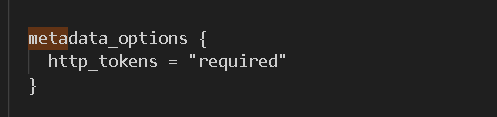 metadata_options {
  http_tokens = "required"
}